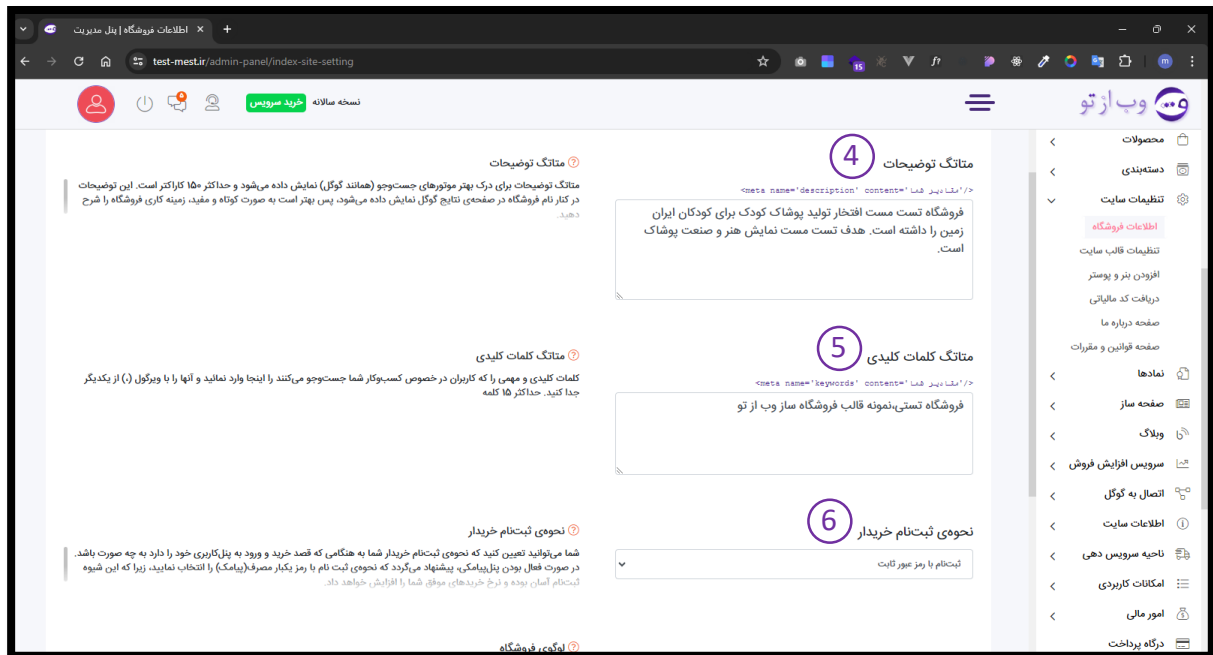 اطلاعات فروشگاه | پنل مدیریت
test-mest.ir/admin-panel/index-site-setting
15
m
وب از تو
نسخه سالانه
خرید سرویس
محصولات
دسته‌بندی
تنظیمات سایت
اطلاعات فروشگاه
تنظیمات قالب سایت
افزودن بنر و پوستر
دریافت کد مالیاتی
صفحه درباره ما
صفحه قوانین و مقررات
نمادها
صفحه ساز
وبلاگ
سرویس افزایش فروش
اتصال به گوگل
اطلاعات سایت
ناحیه سرویس دهی
امکانات کاربردی
امور مالی
درگاه پرداخت
متاتگ توضیحات
4
<meta name='description' content='مقادیر شما'/>
فروشگاه تست مست افتخار تولید پوشاک کودک برای کودکان ایران
زمین را داشته است. هدف تست مست نمایش هنر و صنعت پوشاک
است.
متاتگ توضیحات
متاتگ توضیحات برای درک بهتر موتورهای جست‌وجو (همانند گوگل) نمایش داده می‌شود و حداکثر ۱۵۰ کاراکتر است. این توضیحات
در کنار نام فروشگاه در صفحه‌ی نتایج گوگل نمایش داده می‌شود، پس بهتر است به صورت کوتاه و مفید، زمینه کاری فروشگاه را شرح
دهید.
متاتگ کلمات کلیدی
5
<meta name='keywords' content='مقادیر شما'/>
فروشگاه تستی،نمونه قالب فروشگاه ساز وب از تو
متاتگ کلمات کلیدی
کلمات کلیدی و مهمی را که کاربران در خصوص کسب‌وکار شما جست‌وجو می‌کنند را اینجا وارد نمائید و آنها را با ویرگول (،) از یکدیگر
جدا کنید. حداکثر ۱۵ کلمه
نحوه‌ی ثبت‌نام خریدار
6
ثبت‌نام با رمز عبور ثابت
نحوه‌ی ثبت‌نام خریدار
شما می‌توانید تعیین کنید که نحوه‌ی ثبت‌نام خریدار شما به هنگامی که قصد خرید و ورود به پنل‌کاربری خود را دارد به چه صورت باشد.
در صورت فعال بودن پنل‌پیامکی، پیشنهاد می‌گردد که نحوه‌ی ثبت نام با رمز یکبار مصرف(پیامک) را انتخاب نمایید، زیرا که این شیوه
ثبت‌نام آسان بوده و نرخ خریدهای موفق شما را افزایش خواهد داد.
لوگوی فروشگاه